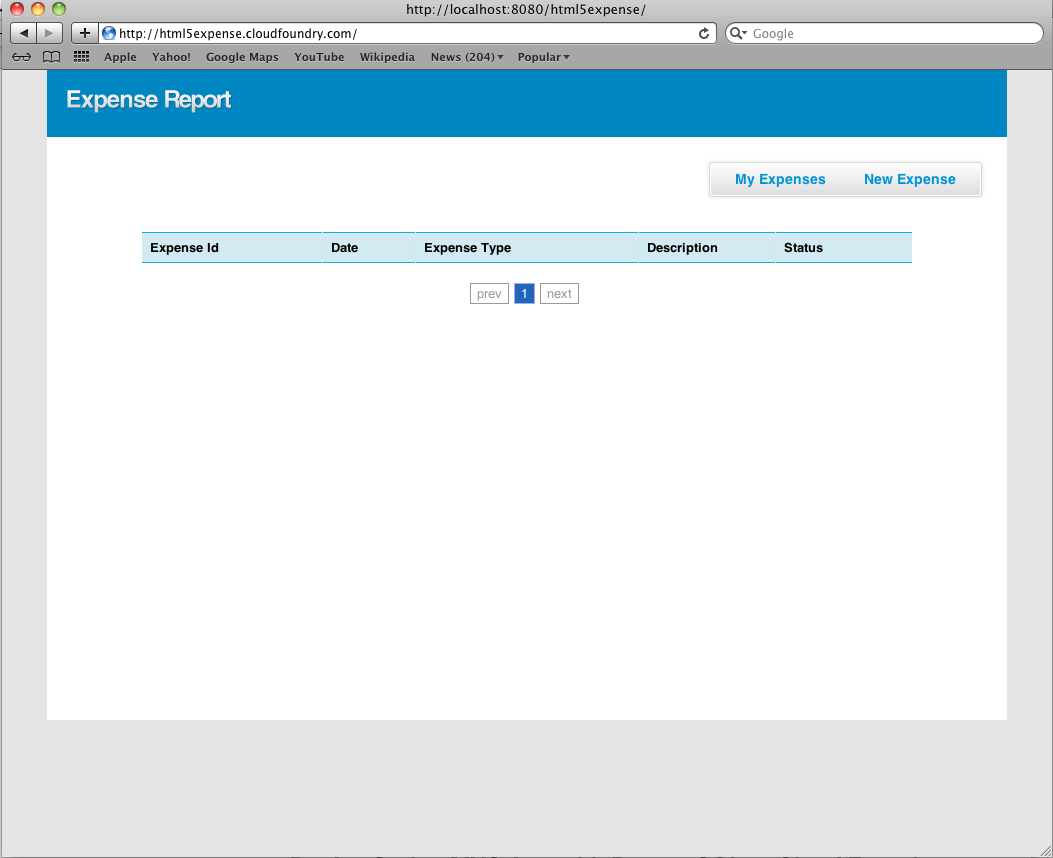 http://localhost:8080/html5expense/
http://html5expense.cloudfoundry.com/
Google
Apple Yahoo! Google Maps YouTube Wikipedia News (204) Popular
Expense Report
My Expenses New Expense
Expense Id Date Expense Type Description Status
prev 1 next